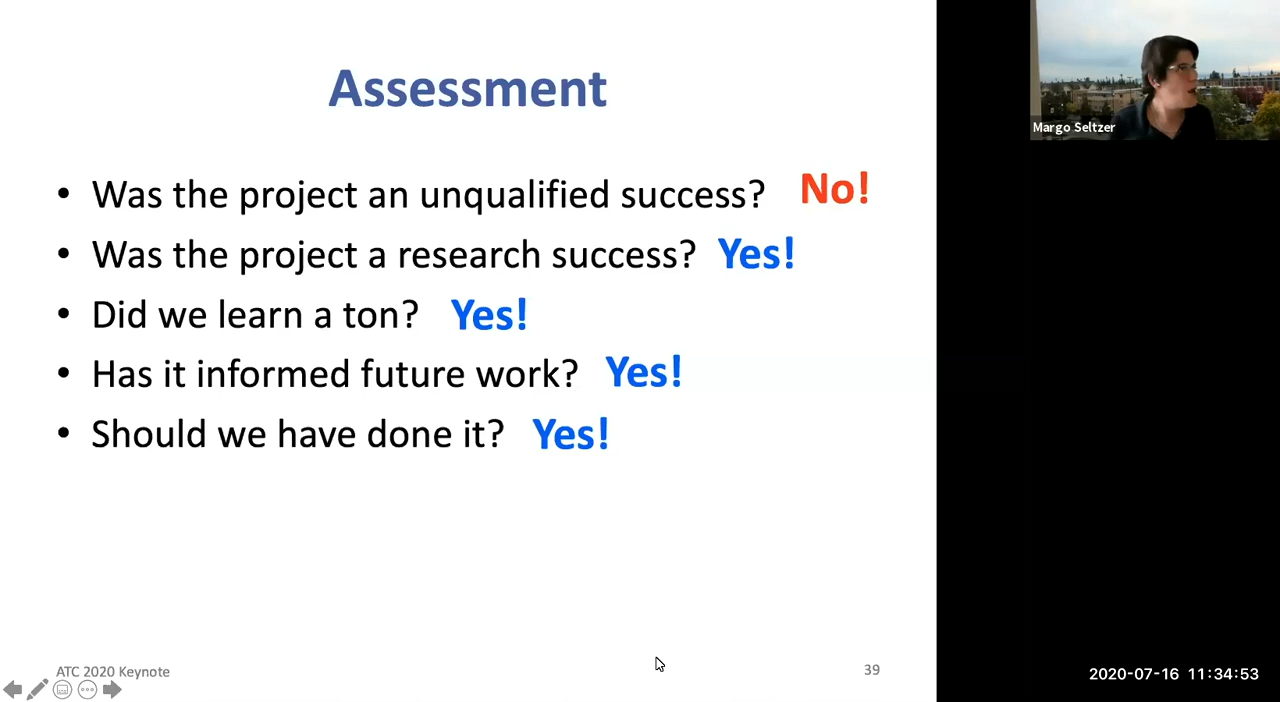 Assessment
• Was the project an unqualified success? No!
• Was the project a research success? Yes!
• Did we learn a ton? Yes!
• Has it informed future work? Yes!
• Should we have done it? Yes!
Margo Seltzer
ATC 2020 Keynote
39
2020-07-16 11:34:53